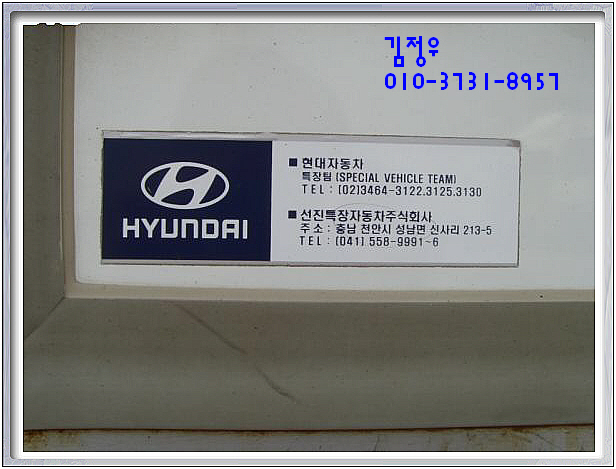 김정우
010-3731-8957
HYUNDAI
■ 현대자동차
특장팀 (SPECIAL VEHICLE TEAM)
TEL : (02)3464-3122.3125.3130
■ 선진특장자동차주식회사
주 소 : 충남 천안시 성남면 신사리 213-5
TEL : (041) 558-9991~6